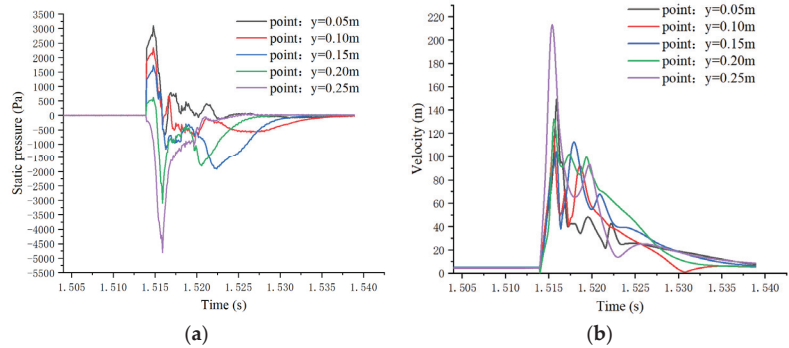 point: y=0.05m
point: y=0.10m
point: y=0.15m
point: y=0.20m
point: y=0.25m
3500
3000
2500
2000
1500
1000
500
0
-500
-1000
-1500
-2000
-2500
-3000
-3500
-4000
-4500
-5000
-5500
Static pressure (Pa)
1.505 1.510 1.515 1.520 1.525 1.530 1.535 1.540
Time (s)
(a)
point: y=0.05m
point: y=0.10m
point: y=0.15m
point: y=0.20m
point: y=0.25m
220
200
180
160
140
120
100
80
60
40
20
0
Velocity (m)
1.505 1.510 1.515 1.520 1.525 1.530 1.535 1.540
Time (s)
(b)